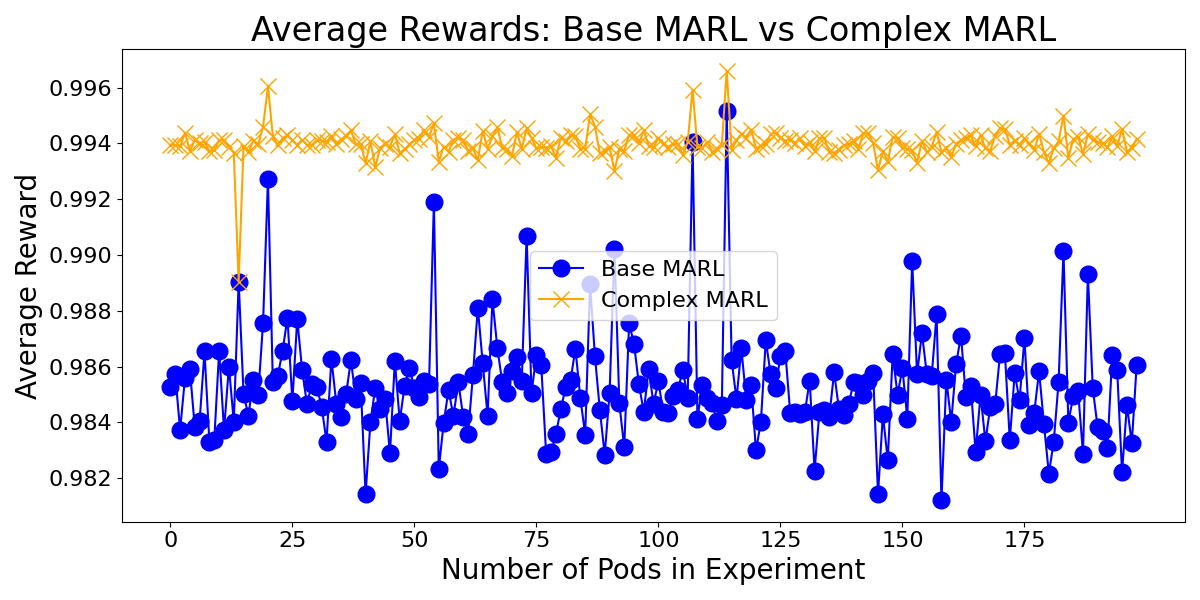 Average Rewards: Base MARL vs Complex MARL
Average Reward
0.996
0.994
0.992
0.990
0.988
0.986
0.984
0.982
Base MARL
Complex MARL
0 25 50 75 100 125 150 175
Number of Pods in Experiment